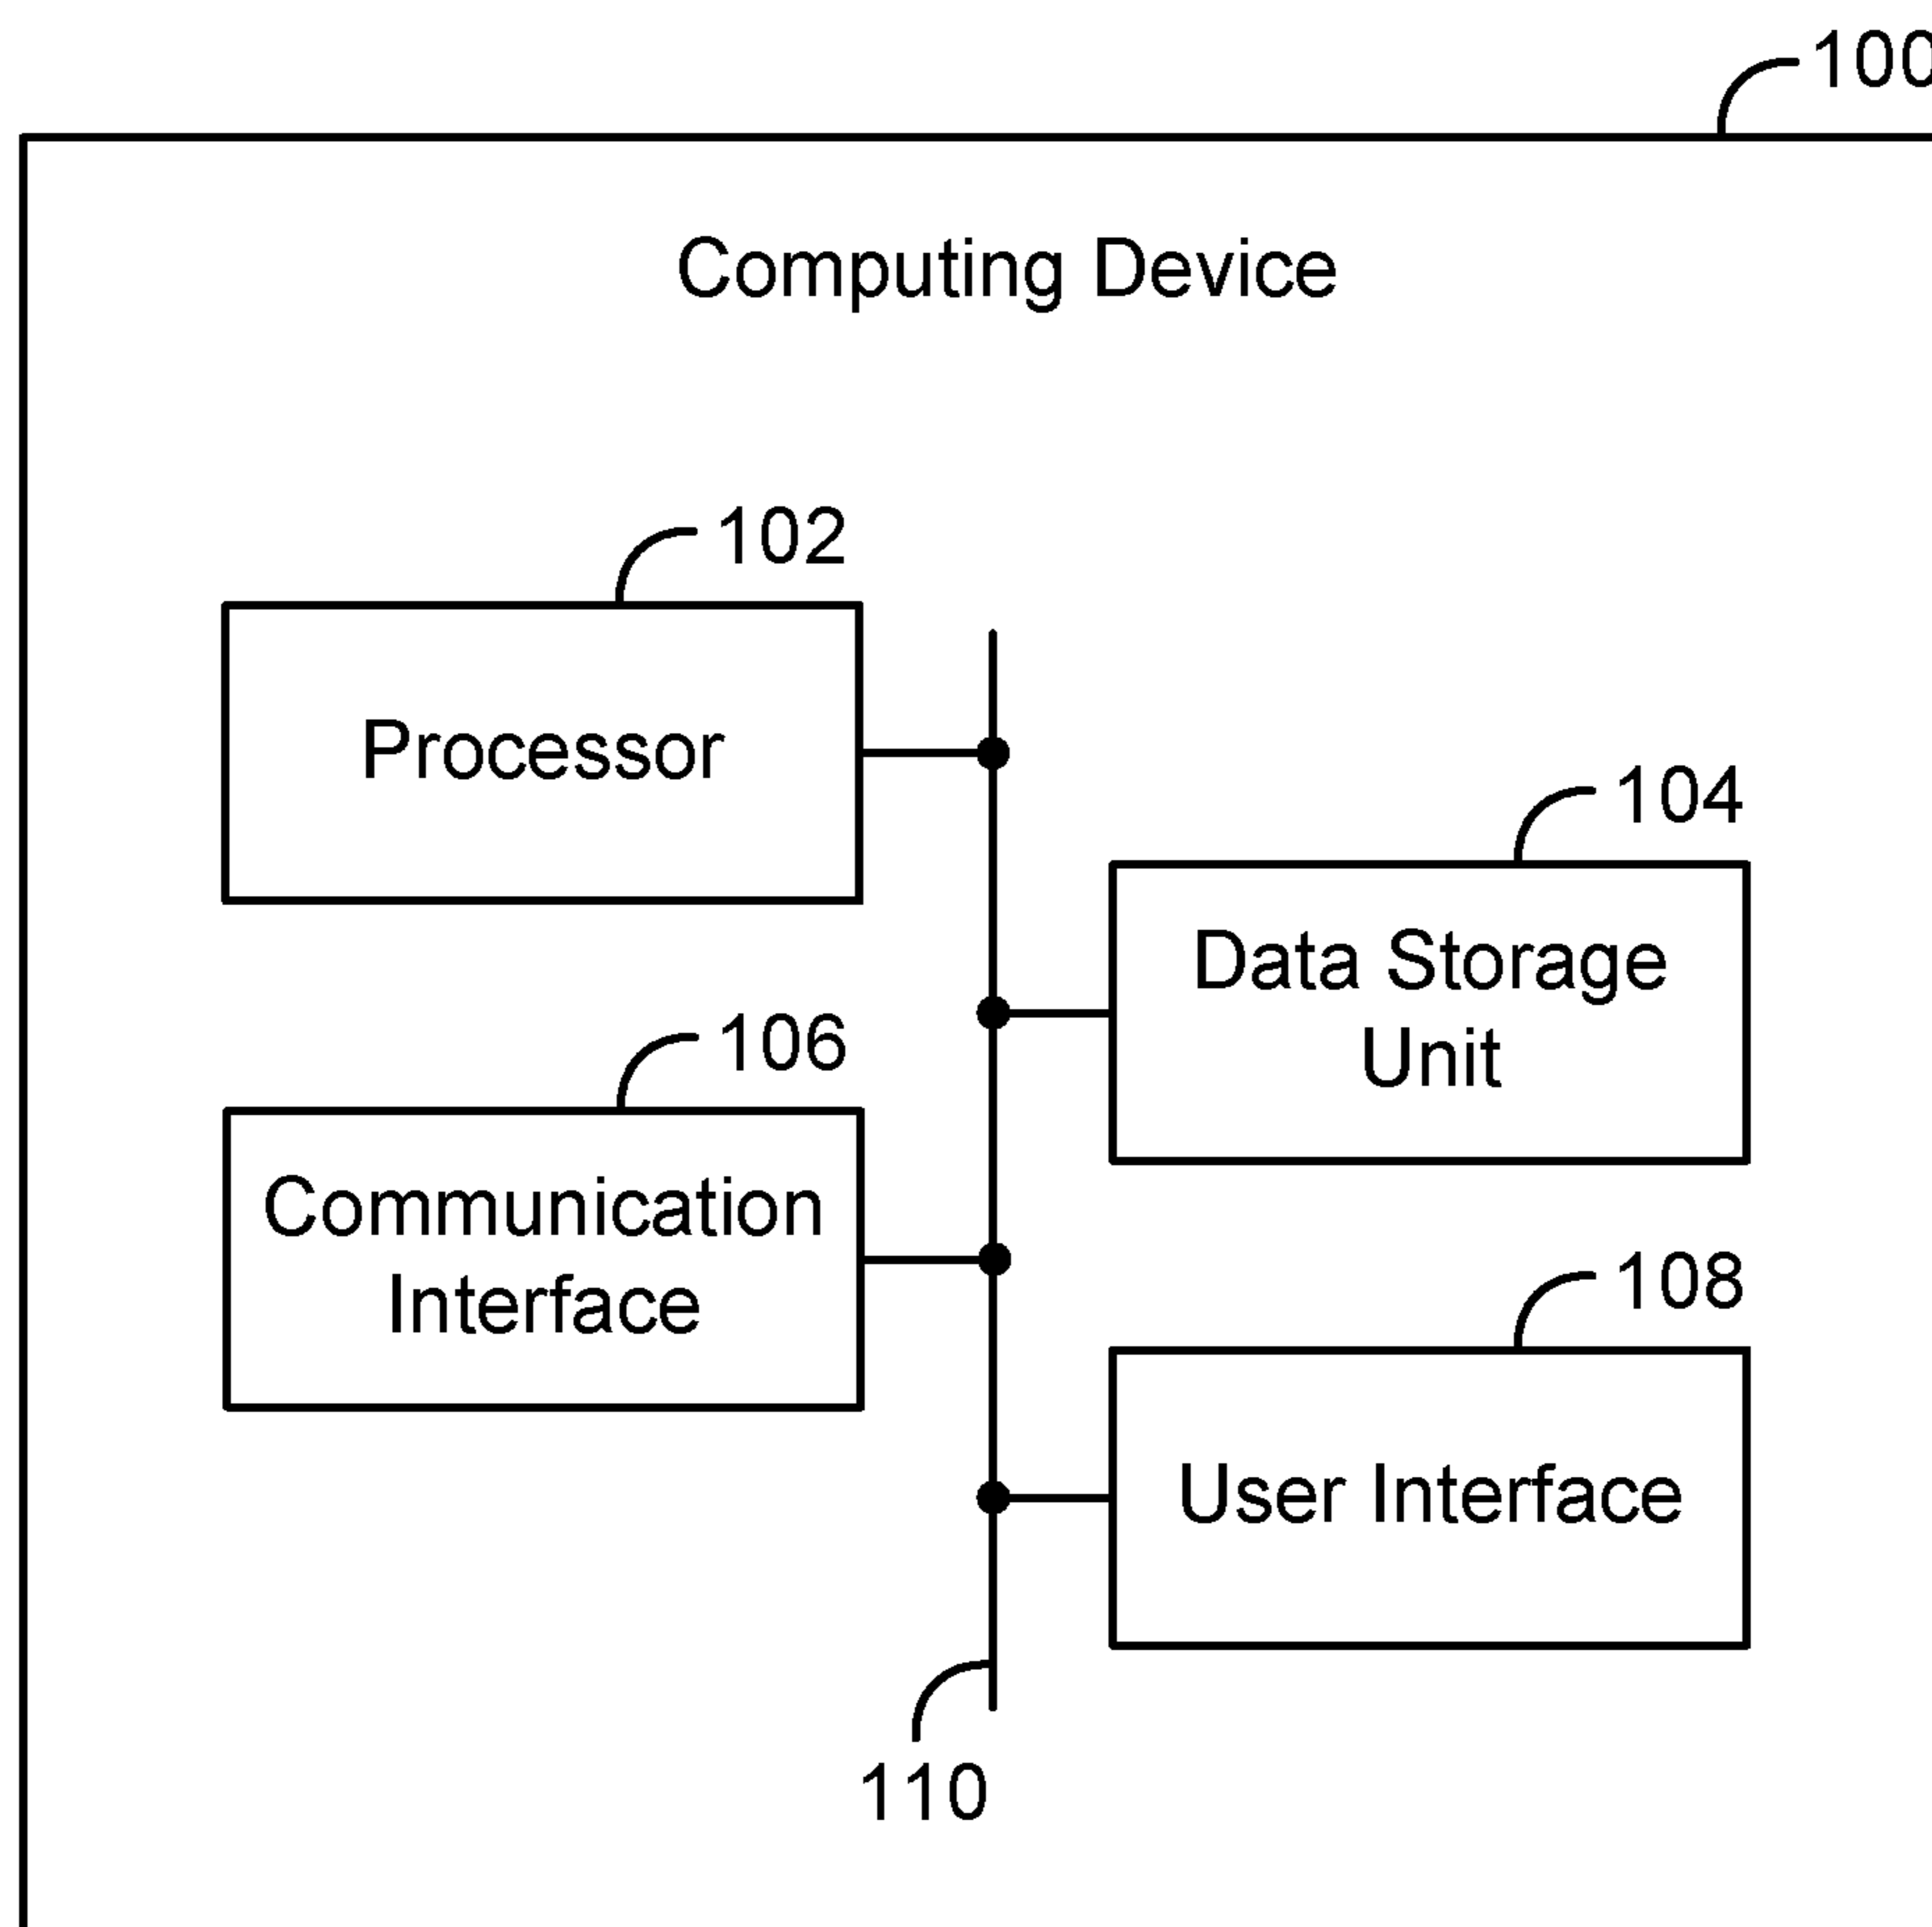 100
Computing Device
102
Processor
104
Data Storage
Unit
106
Communication
Interface
108
User Interface
110